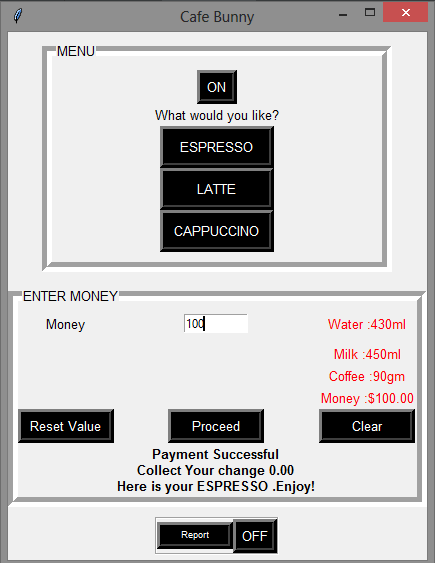 Cafe Bunny
MENU
ON
What would you like?
ESPRESSO
LATTE
CAPPUCCINO
ENTER MONEY
Money 100 Water :430ml
Milk :450ml
Coffee :90gm
Money :$100.00
Reset Value Proceed Clear
Payment Successful
Collect Your change 0.00
Here is your ESPRESSO .Enjoy!
Report OFF